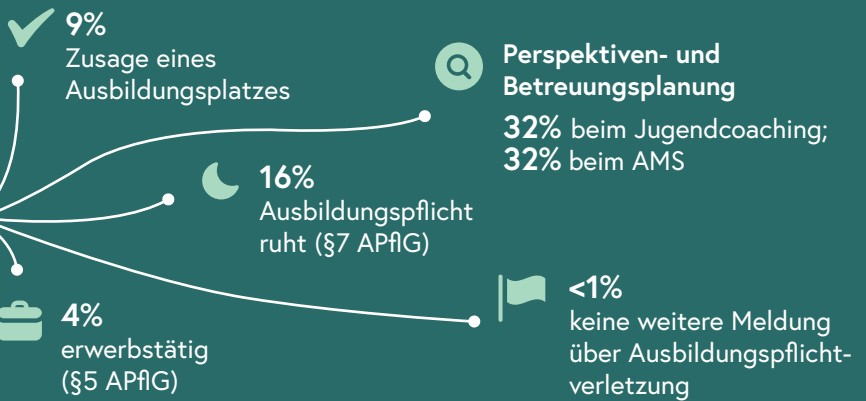 9%
Zusage eines
Ausbildungsplatzes
Perspektiven- und
Betreuungsplanung
32% beim Jugendcoaching;
32% beim AMS
16%
Ausbildungspflicht
ruht (§7 APflG)
4%
erwerbstätig
(§5 APflG)
<1%
keine weitere Meldung
über Ausbildungspflicht-
verletzung